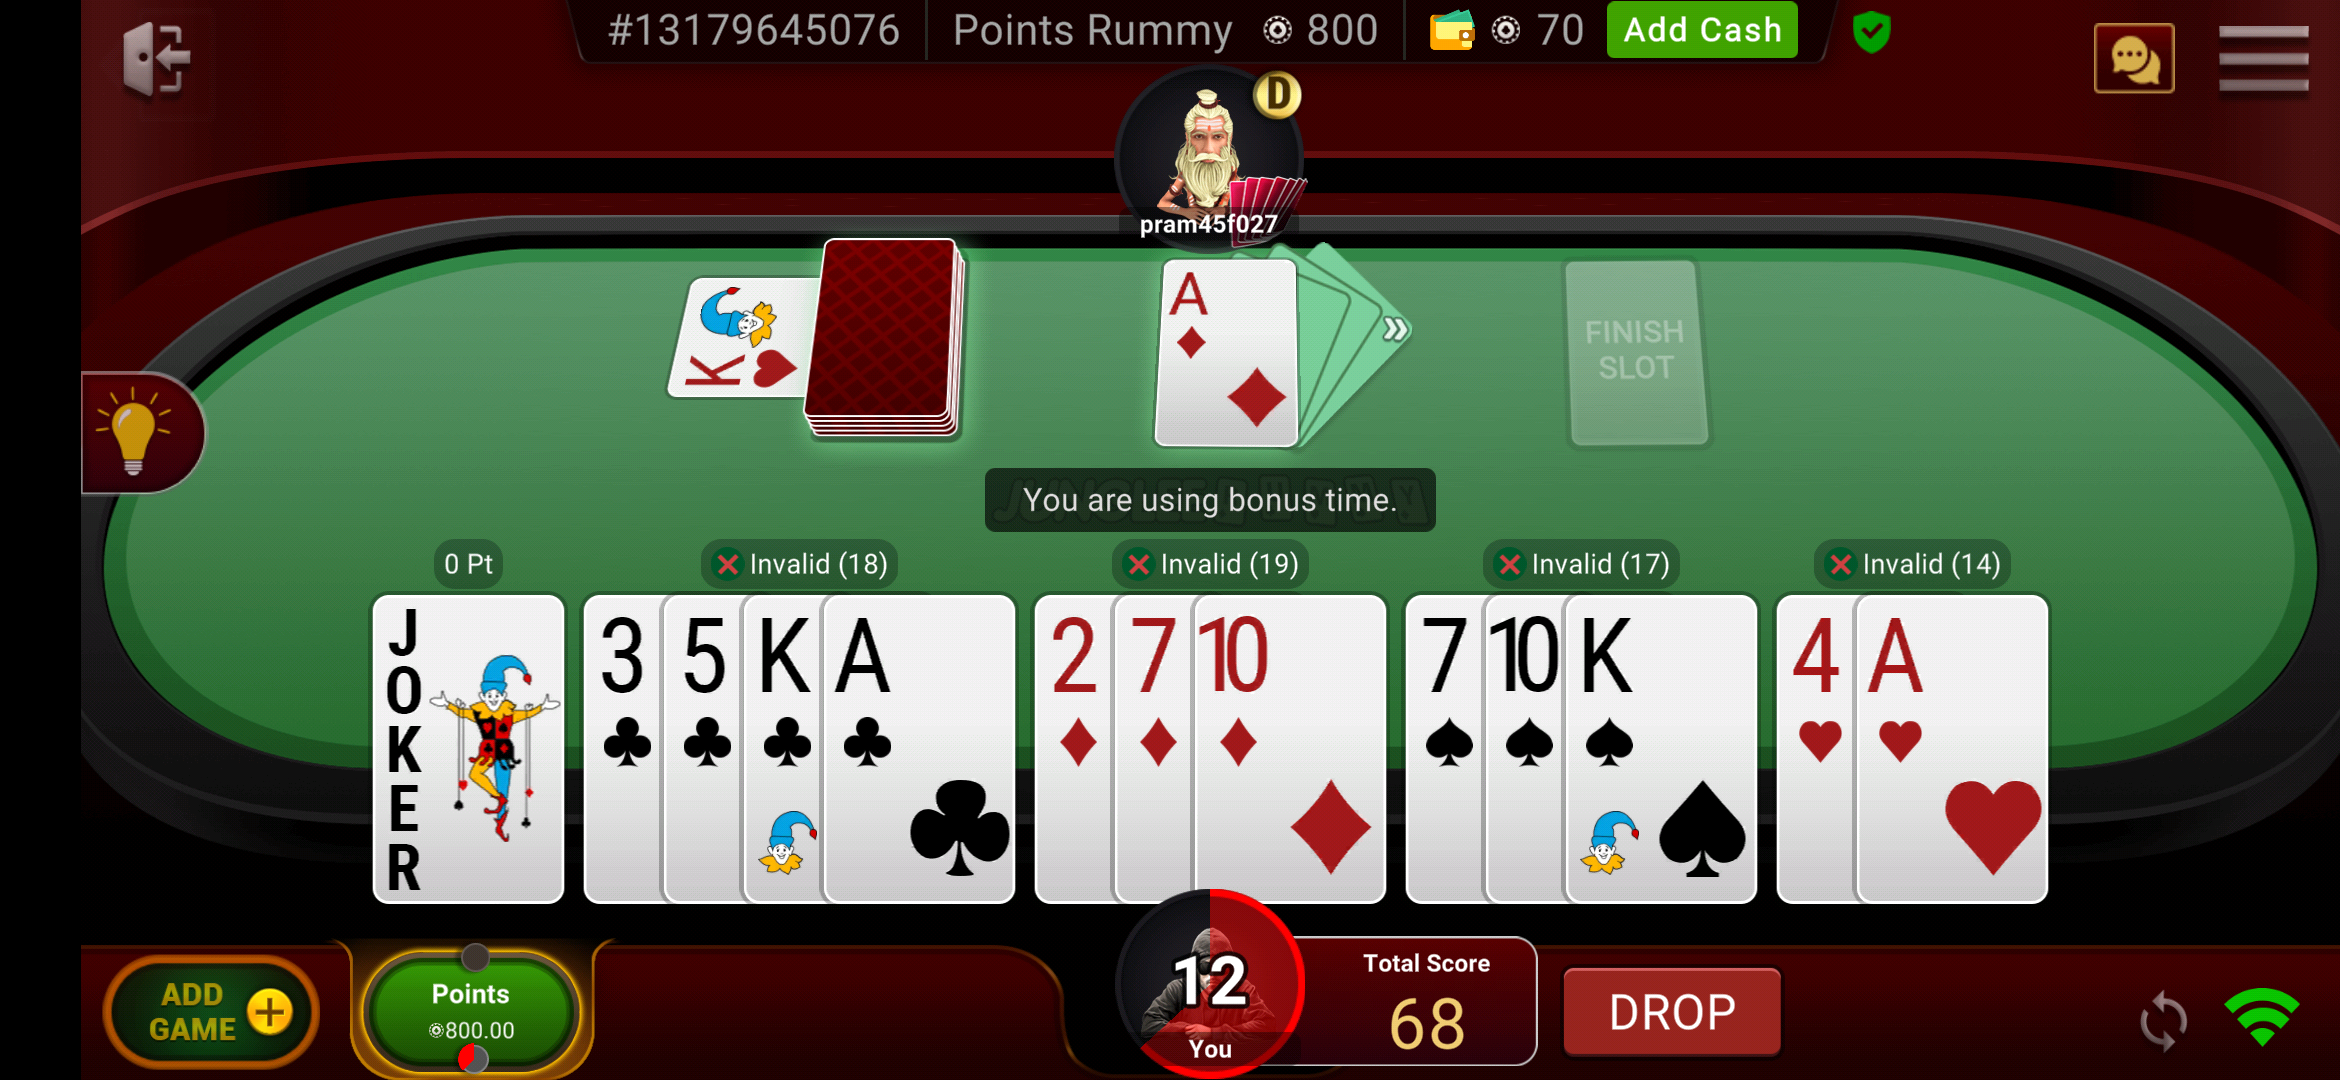 #13179645076 Points Rummy 800 70 Add Cash
D
pram45f027
K
A
FINISH
SLOT
You are using bonus time.
0 Pt Invalid (18) Invalid (19) Invalid (17) Invalid (14)
JOKER 3 5 K A 2 7 10 7 10 K 4 A
ADD
GAME
Points
800.00
12
You
Total Score
68
DROP